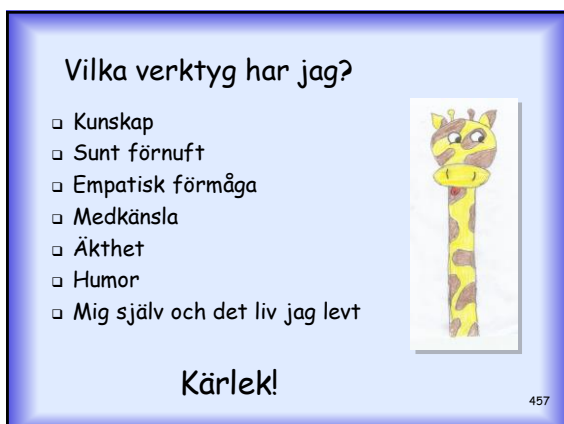 Vilka verktyg har jag?
Kunskap
Sunt förnuft
Empatisk förmåga
Medkänsla
Äkthet
Humor
Mig själv och det liv jag levt
Kärlek!
457